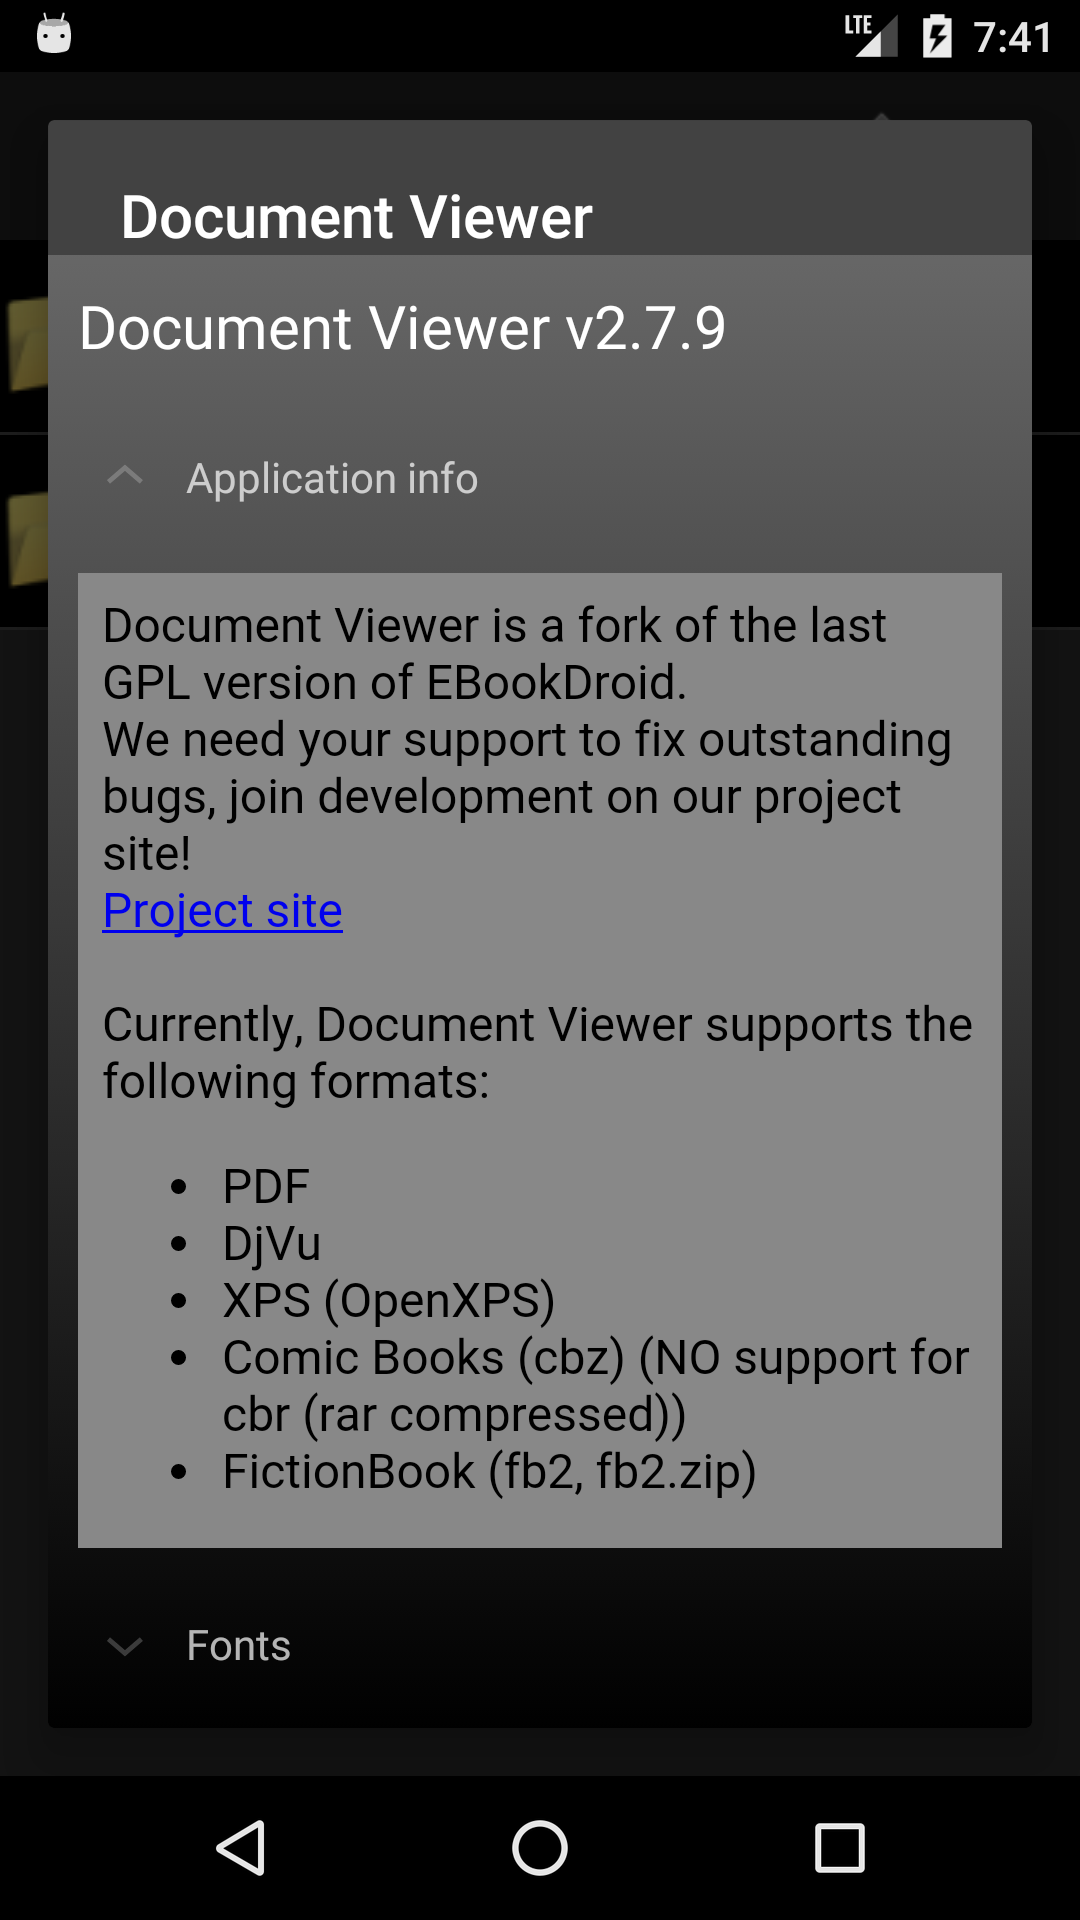 LTE 7:41
Document Viewer
Document Viewer v2.7.9
Application info
Document Viewer is a fork of the last
GPL version of EBookDroid.
We need your support to fix outstanding
bugs, join development on our project
site!
Project site
Currently, Document Viewer supports the
following formats:
• PDF
• DjVu
• XPS (OpenXPS)
• Comic Books (cbz) (NO support for
cbr (rar compressed))
• FictionBook (fb2, fb2.zip)
Fonts